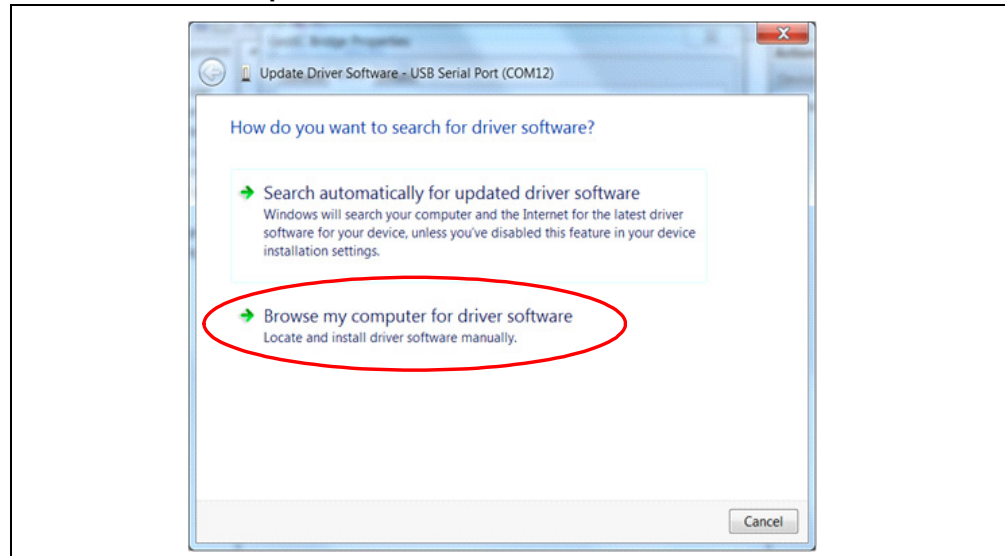 Update Driver Software - USB Serial Port (COM12)
How do you want to search for driver software?
Search automatically for updated driver software
Windows will search your computer and the Internet for the latest driver
software for your device, unless you've disabled this feature in your device
installation settings.
Browse my computer for driver software
Locate and install driver software manually.
Cancel